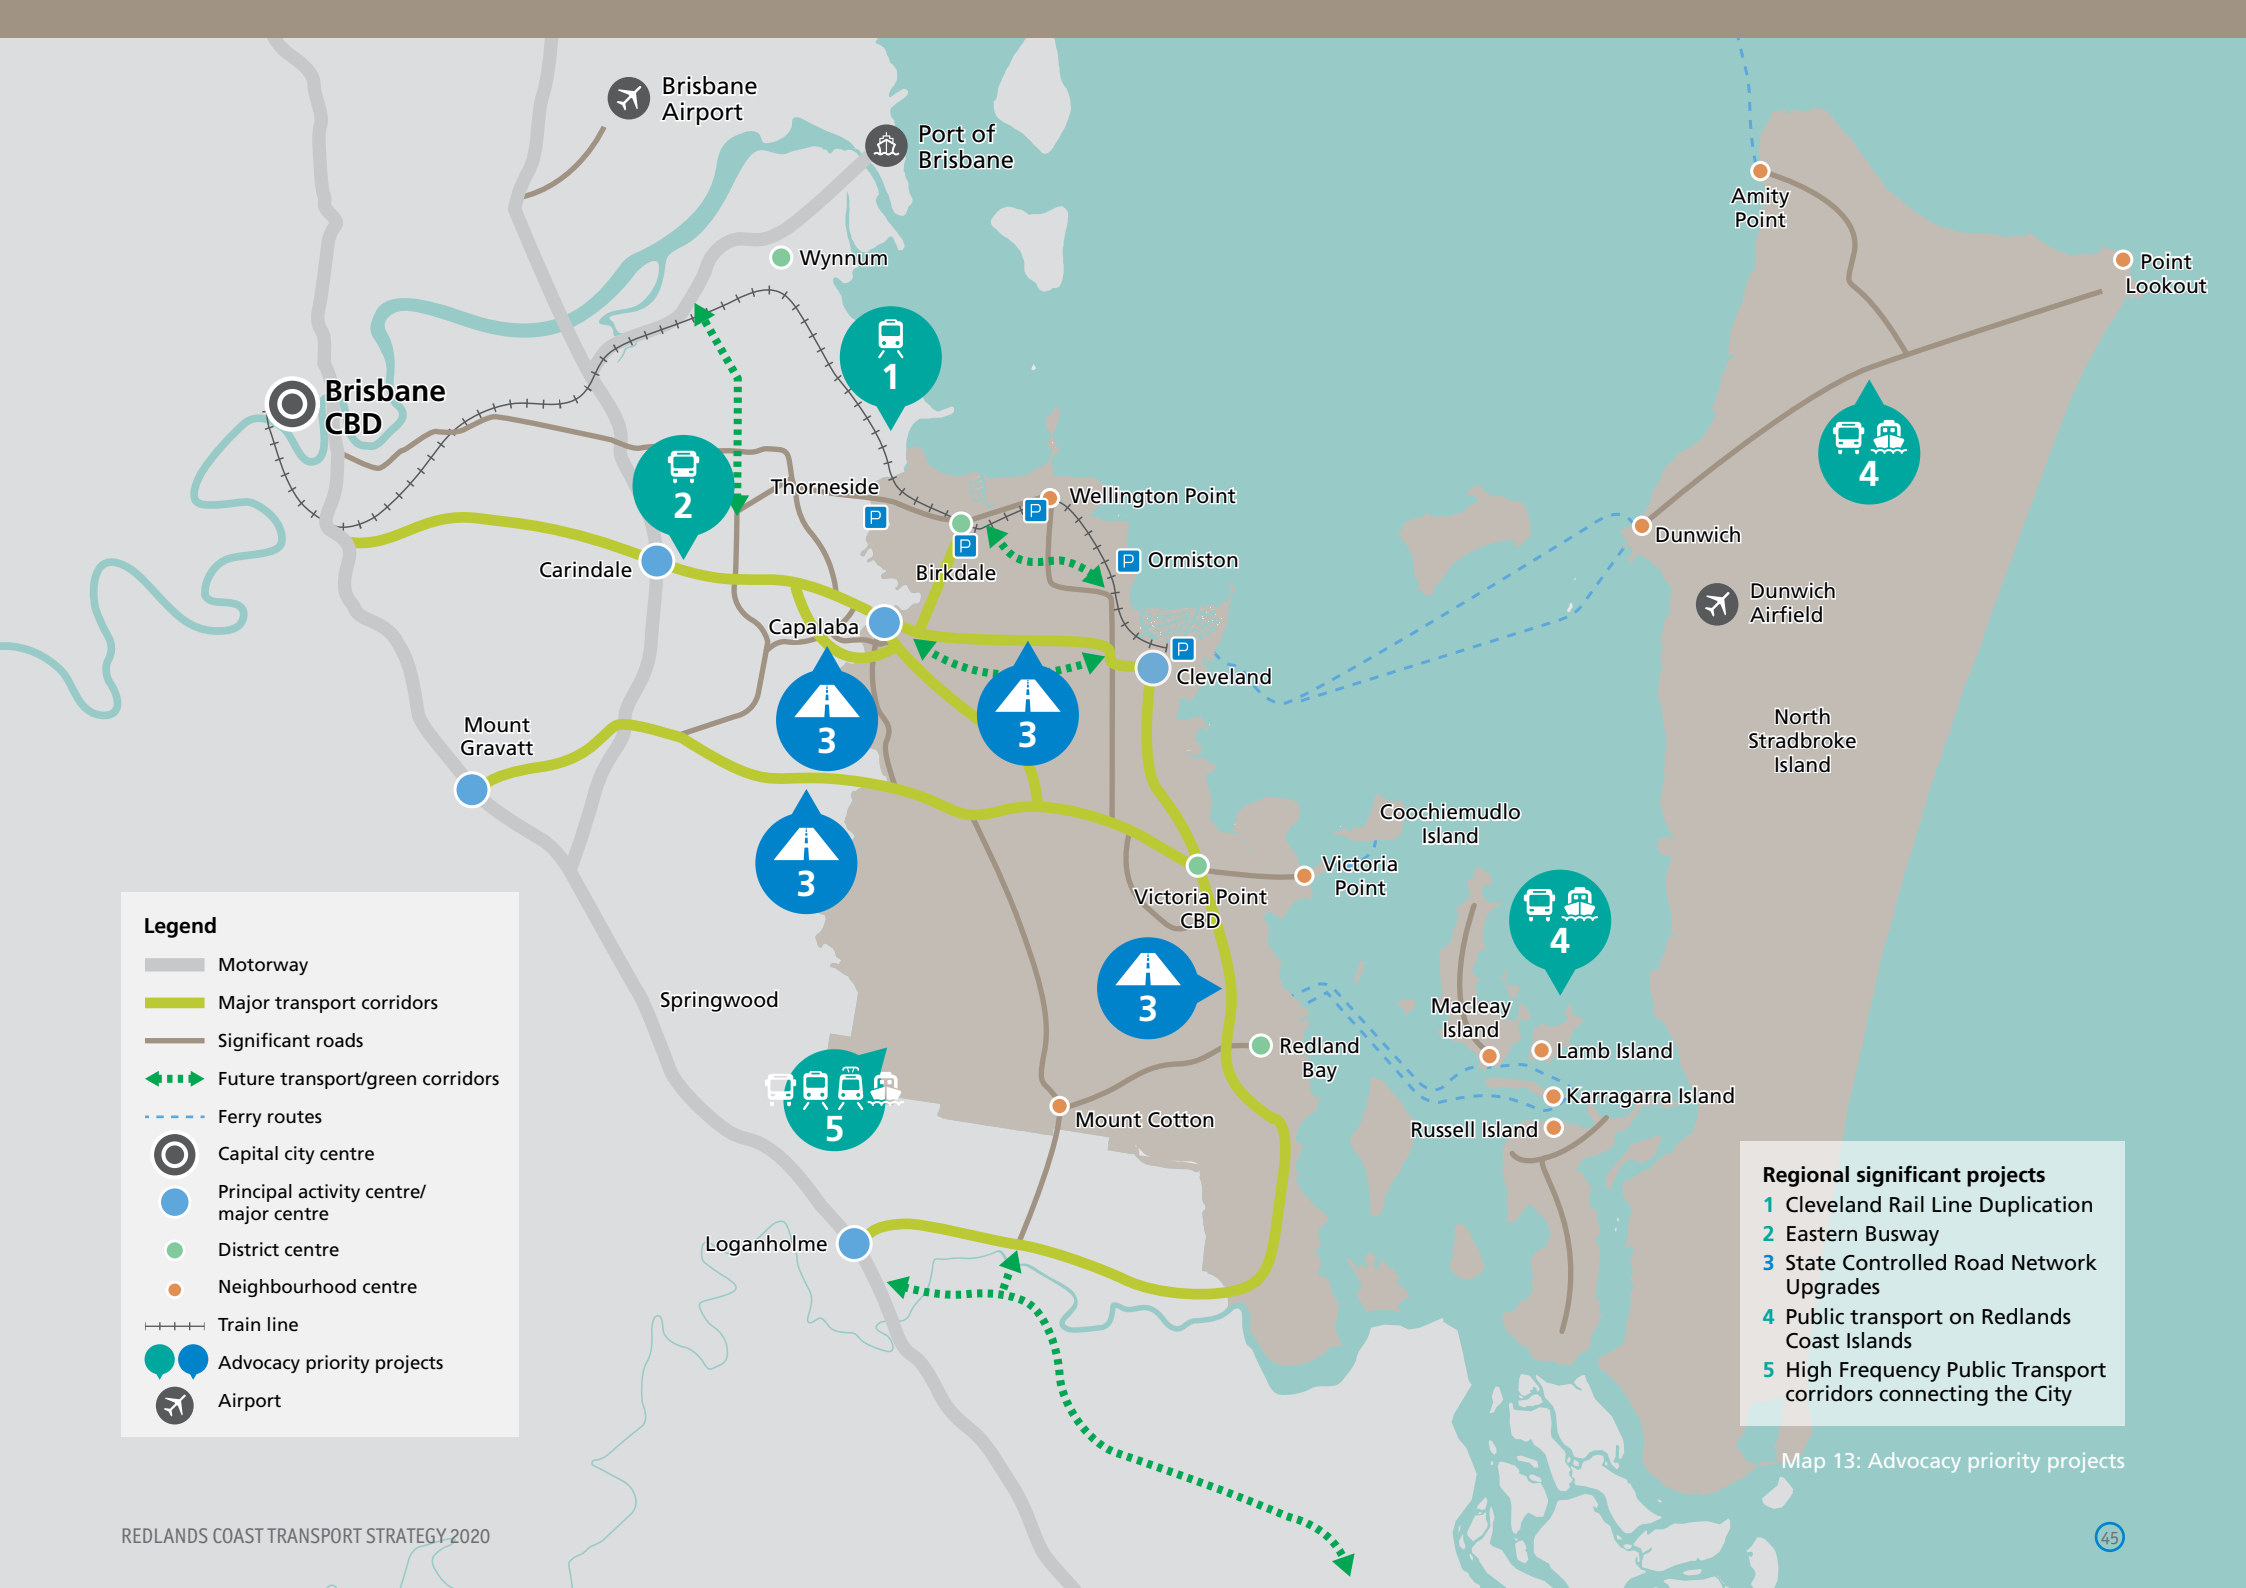 Brisbane
Airport
Port of
Brisbane
Amity
Point
Wynnum
Point
Lookout
1
Brisbane
CBD
4
2
Thorneside
P
P
Wellington Point
Dunwich
P
P
Ormiston
Carindale
Birkdale
Dunwich
Airfield
Capalaba
P
Cleveland
Mount
Gravatt
3
3
North
Stradbroke
Island
Coochiemudlo
Island
3
Victoria
Point
Victoria Point
CBD
4
3
Springwood
Macleay
Island
Redland
Bay
Lamb Island
Karragarra Island
5
Mount Cotton
Russell Island
Loganholme
Legend
Motorway
Major transport corridors
Significant roads
Future transport/green corridors
Ferry routes
Capital city centre
Principal activity centre/
major centre
District centre
Neighbourhood centre
Train line
Advocacy priority projects
Airport
Regional significant projects
1 Cleveland Rail Line Duplication
2 Eastern Busway
3 State Controlled Road Network
Upgrades
4 Public transport on Redlands
Coast Islands
5 High Frequency Public Transport
corridors connecting the City
Map 13: Advocacy priority projects
REDLANDS COAST TRANSPORT STRATEGY 2020
45